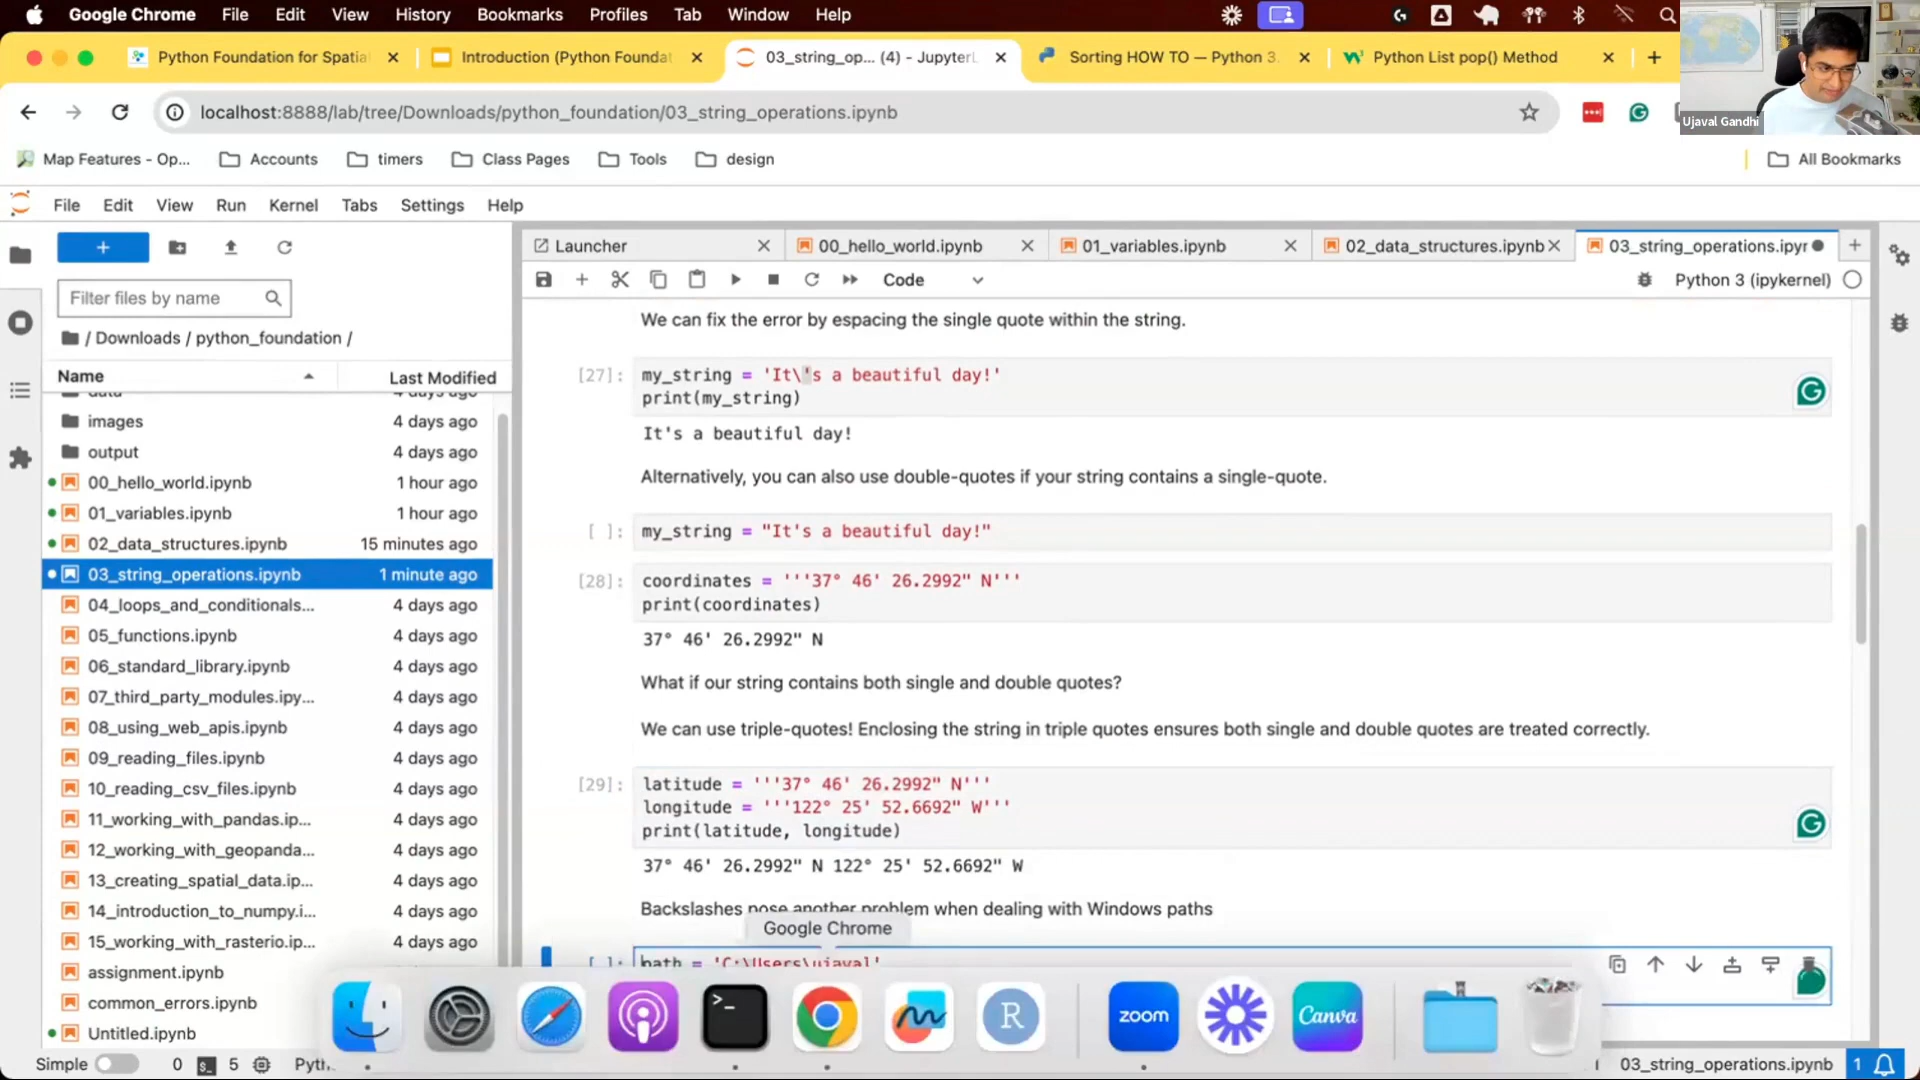 Google Chrome File Edit View History Bookmarks Profiles Tab Window Help
Python Foundation for Spatia
Introduction (Python Foundat
03_string_op... (4) - JupyterL
Sorting HOW TO — Python 3.
Python List pop() Method
localhost:8888/lab/tree/Downloads/python_foundation/03_string_operations.ipynb
Ujaval Gandhi
Map Features - Op... Accounts timers Class Pages Tools design All Bookmarks
File Edit View Run Kernel Tabs Settings Help
Filter files by name
/ Downloads / python_foundation /
Name Last Modified
data 4 days ago
images 4 days ago
output 4 days ago
00_hello_world.ipynb 1 hour ago
01_variables.ipynb 1 hour ago
02_data_structures.ipynb 15 minutes ago
03_string_operations.ipynb 1 minute ago
04_loops_and_conditionals... 4 days ago
05_functions.ipynb 4 days ago
06_standard_library.ipynb 4 days ago
07_third_party_modules.ipy... 4 days ago
08_using_web_apis.ipynb 4 days ago
09_reading_files.ipynb 4 days ago
10_reading_csv_files.ipynb 4 days ago
11_working_with_pandas.ip... 4 days ago
12_working_with_geopanda... 4 days ago
13_creating_spatial_data.ip... 4 days ago
14_introduction_to_numpy.i... 4 days ago
15_working_with_rasterio.ip... 4 days ago
assignment.ipynb
common_errors.ipynb
Untitled.ipynb
Launcher
00_hello_world.ipynb
01_variables.ipynb
02_data_structures.ipynb
03_string_operations.ipyr
Code
Python 3 (ipykernel)
We can fix the error by espacing the single quote within the string.
[27]: my_string = 'It\'s a beautiful day!'
print(my_string)
It's a beautiful day!
Alternatively, you can also use double-quotes if your string contains a single-quote.
[ ]: my_string = "It's a beautiful day!"
[28]: coordinates = '''37° 46' 26.2992" N'''
print(coordinates)
37° 46' 26.2992" N
What if our string contains both single and double quotes?
We can use triple-quotes! Enclosing the string in triple quotes ensures both single and double quotes are treated correctly.
[29]: latitude = '''37° 46' 26.2992" N'''
longitude = '''122° 25' 52.6692" W'''
print(latitude, longitude)
37° 46' 26.2992" N 122° 25' 52.6692" W
Backslashes pose another problem when dealing with Windows paths
Google Chrome
[ ]: path = 'C:\Users\ujaval'
R
zoom
Canva
Simple 0 5 Pyth
03_string_operations.ipynb 1